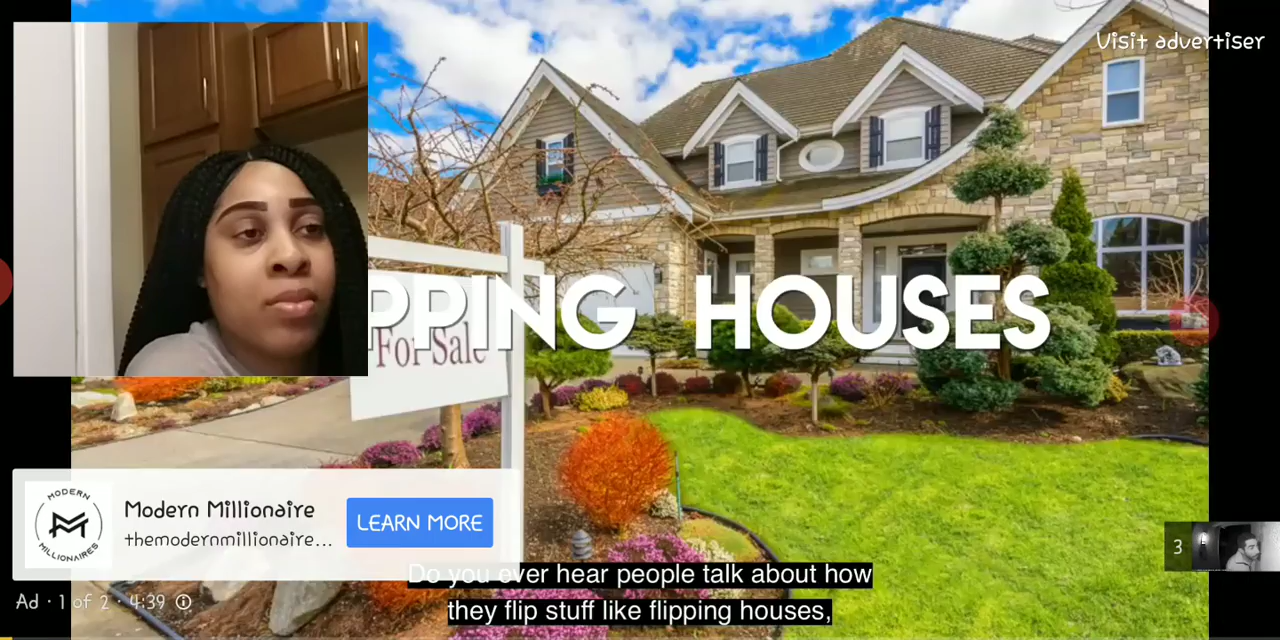 Visit advertiser
PPING HOUSES
For Sale
MODERN
MILLIONAIRES
Modern Millionaire
themodernmillionaire...
LEARN MORE
3
Do you ever hear people talk about how
they flip stuff like flipping houses,
Ad · 1 of 2 · 4:39